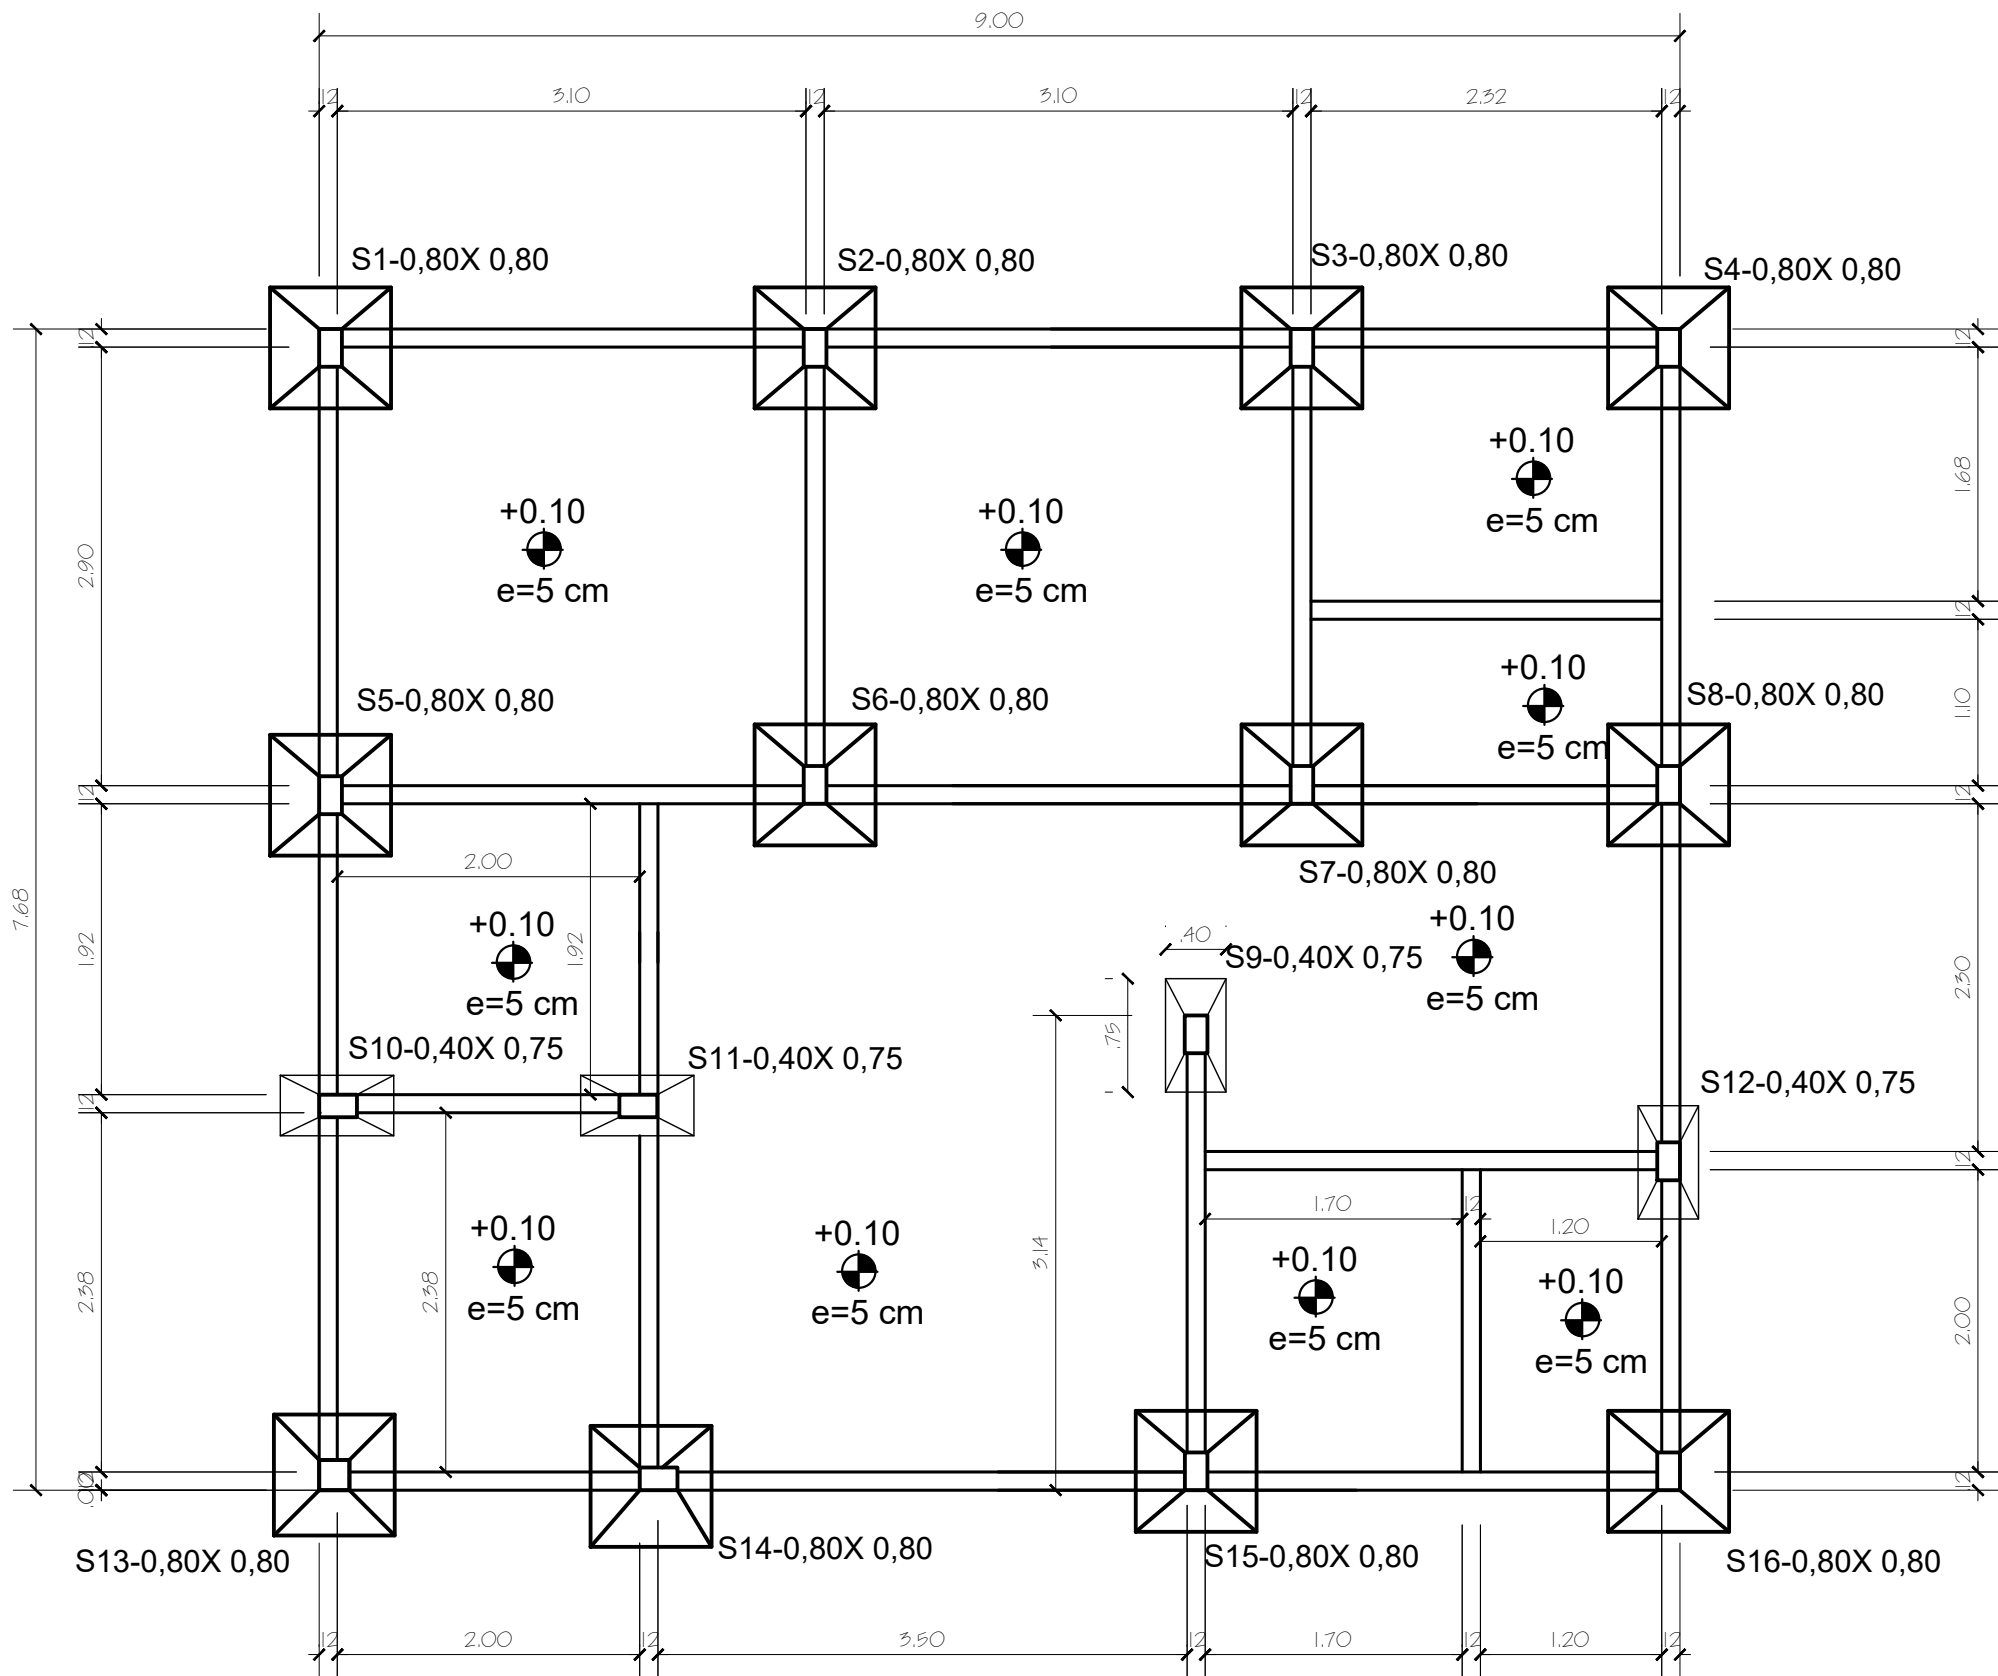 9.00
12
3.10
12
3.10
12
2.32
12
S1-0,80X 0,80
S2-0,80X 0,80
S3-0,80X 0,80
S4-0,80X 0,80
.12
.12
+0.10
e=5 cm
+0.10
e=5 cm
+0.10
e=5 cm
1.68
2.90
.12
+0.10
e=5 cm
1.10
S5-0,80X 0,80
S6-0,80X 0,80
S8-0,80X 0,80
.12
.12
7.68
2.00
S7-0,80X 0,80
+0.10
e=5 cm
1.92
1.92
.40
S9-0,40X 0,75
+0.10
e=5 cm
2.30
.75
S10-0,40X 0,75
S11-0,40X 0,75
S12-0,40X 0,75
.12
.12
1.70
12
1.20
3.14
+0.10
e=5 cm
+0.10
e=5 cm
+0.10
e=5 cm
+0.10
e=5 cm
2.38
2.38
2.00
.12
S13-0,80X 0,80
S14-0,80X 0,80
S15-0,80X 0,80
S16-0,80X 0,80
.12
2.00
.12
3.50
.12
1.70
.12
1.20
.12